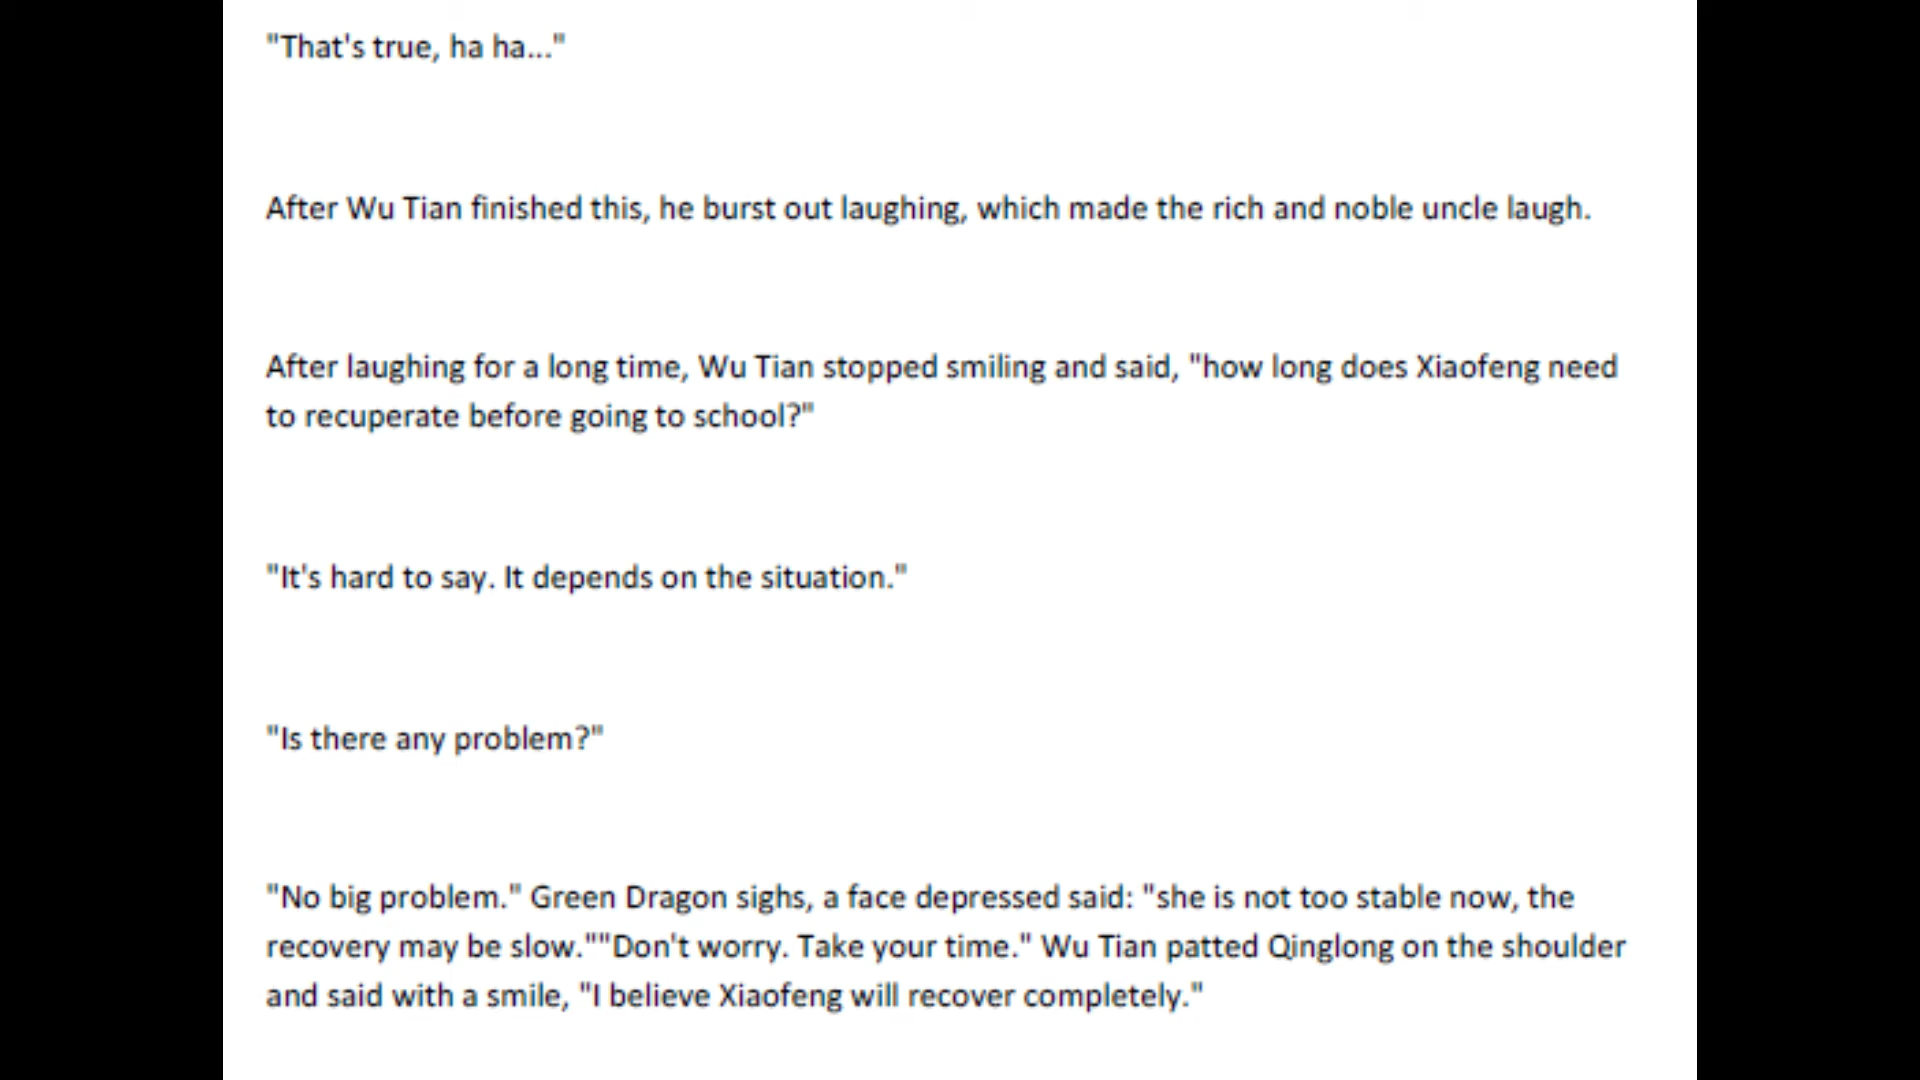 "That's true, ha ha..."
After Wu Tian finished this, he burst out laughing, which made the rich and noble uncle laugh.
After laughing for a long time, Wu Tian stopped smiling and said, "how long does Xiaofeng need
to recuperate before going to school?"
"It's hard to say. It depends on the situation."
"Is there any problem?"
"No big problem." Green Dragon sighs, a face depressed said: "she is not too stable now, the
recovery may be slow.""Don't worry. Take your time." Wu Tian patted Qinglong on the shoulder
and said with a smile, "I believe Xiaofeng will recover completely."